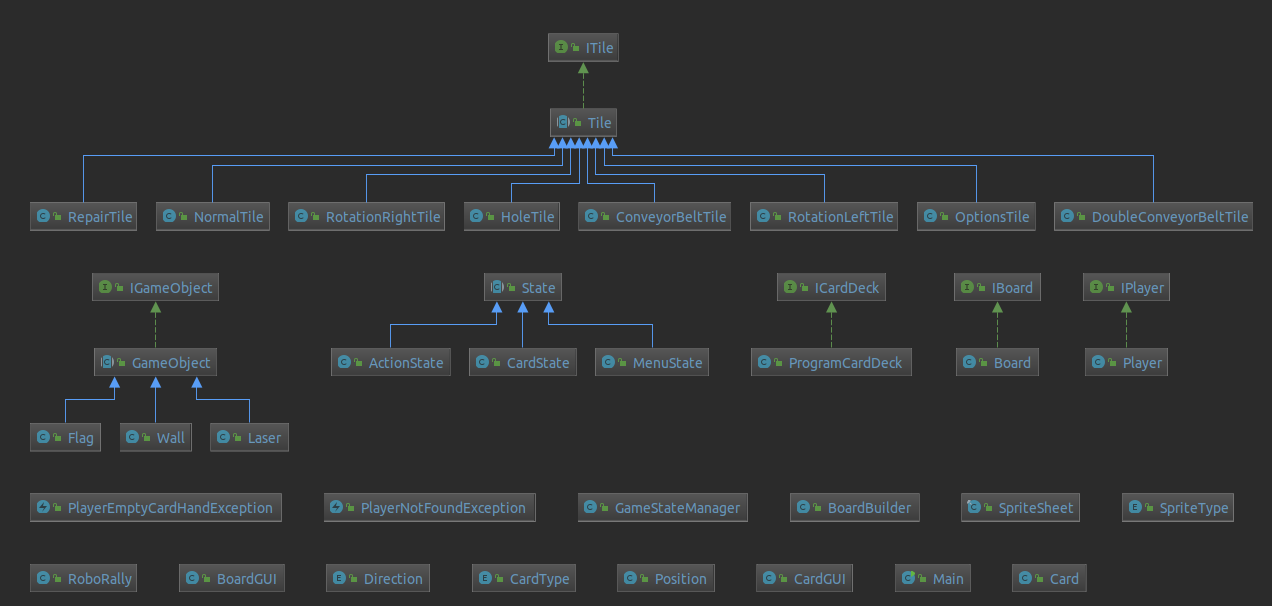 ITile
Tile
RepairTile NormalTile RotationRightTile HoleTile ConveyorBeltTile RotationLeftTile OptionsTile DoubleConveyorBeltTile
IGameObject State ICardDeck IBoard IPlayer
GameObject ActionState CardState MenuState ProgramCardDeck Board Player
Flag Wall Laser
PlayerEmptyCardHandException PlayerNotFoundException GameStateManager BoardBuilder SpriteSheet SpriteType
RoboRally BoardGUI Direction CardType Position CardGUI Main Card